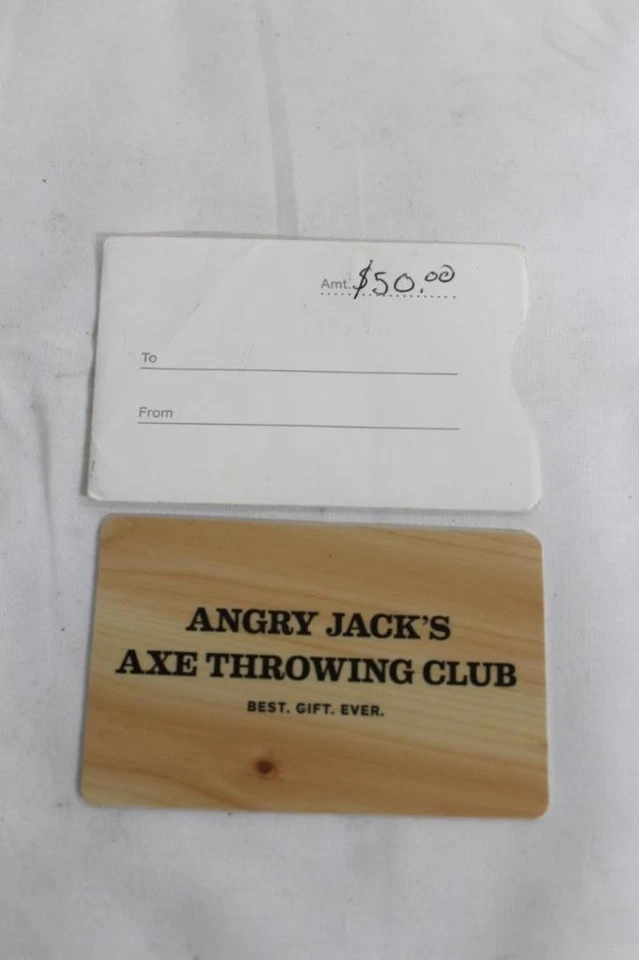 Amt. $50.00
To
From
ANGRY JACK'S
AXE THROWING CLUB
BEST. GIFT. EVER.